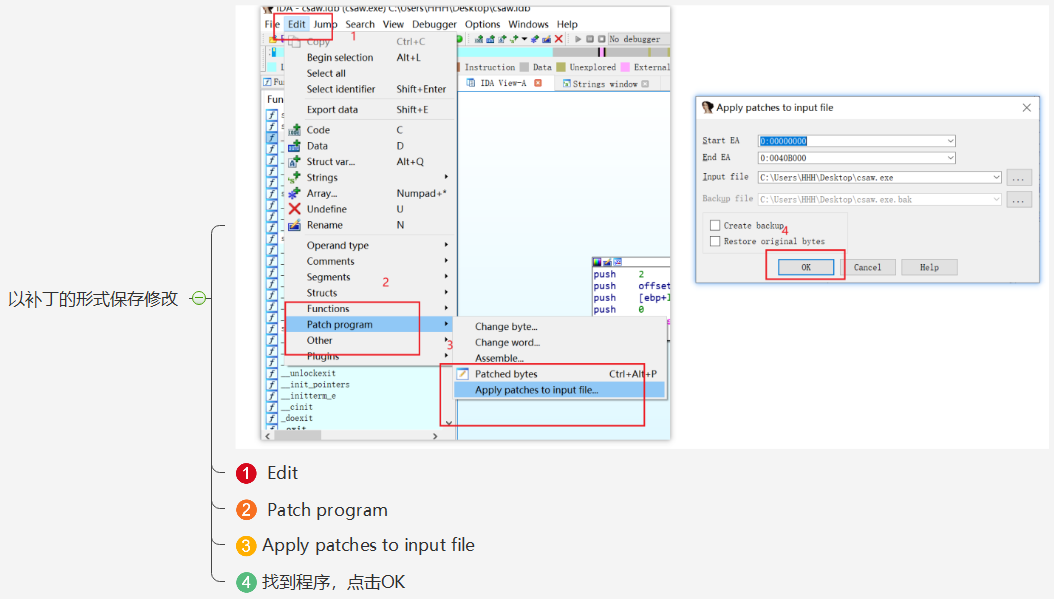 IDA - csaw.idb (csaw.exe) C:\Users\HHH\Desktop\csaw.idb
File Edit Jump Search View Debugger Options Windows Help
1
No debugger
Instruction Data Unexplored External
IDA View-A Strings window
Copy Ctrl+C
Begin selection Alt+L
Select all
Select identifier Shift+Enter
Export data Shift+E
Code C
Data D
Struct var... Alt+Q
Strings
Array... Numpad+*
Undefine U
Rename N
Operand type
Comments
Segments
2
Structs
Functions
Patch program
Other
3
Plugins
Change byte...
Change word...
Assemble...
Patched bytes Ctrl+Alt+P
Apply patches to input file...
push 2
push offset
push [ebp+
push 0
__unlockexit
__init_pointers
__initterm_e
__cinit
_doexit
_exit
Apply patches to input file
Start EA 0:00000000
End EA 0:0040B000
Input file C:\Users\HHH\Desktop\csaw.exe ...
Backup file C:\Users\HHH\Desktop\csaw.exe.bak ...
Create backup
4
Restore original bytes
OK Cancel Help
以补丁的形式保存修改
1 Edit
2 Patch program
3 Apply patches to input file
4 找到程序，点击OK